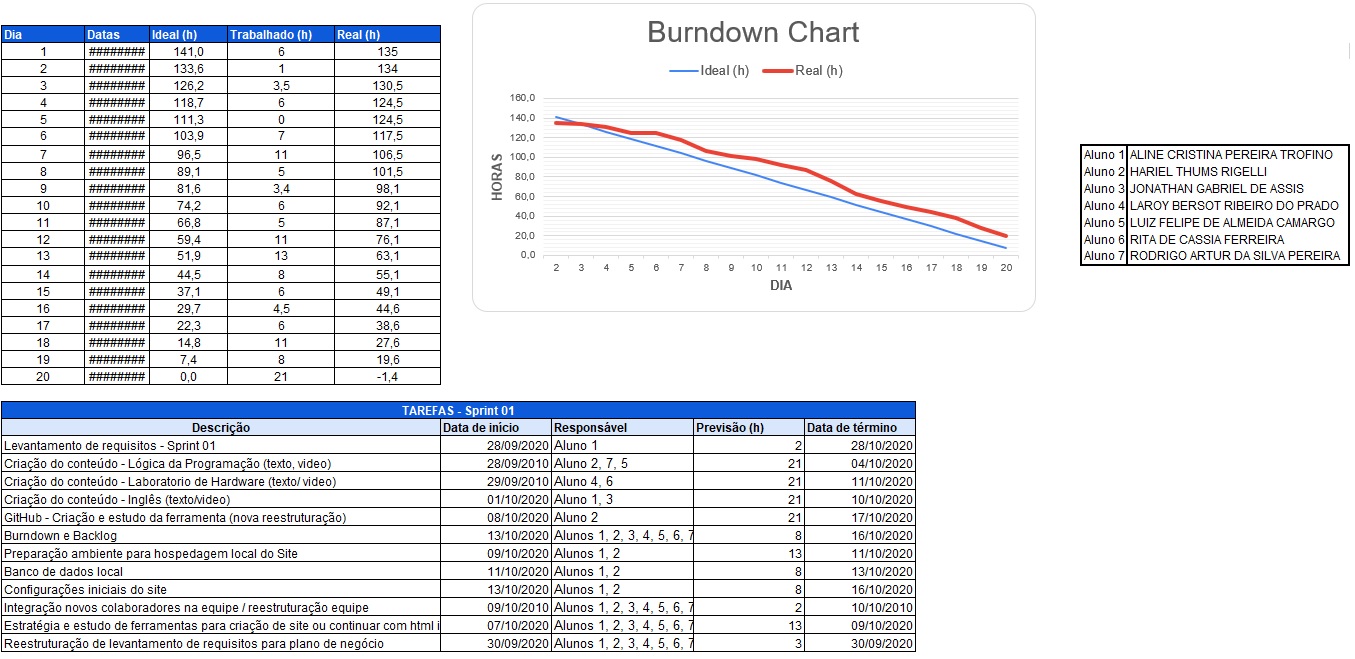 Dia Datas Ideal (h) Trabalhado (h) Real (h)
1 ######## 141,0 6 135
2 ######## 133,6 1 134
3 ######## 126,2 3,5 130,5
4 ######## 118,7 6 124,5
5 ######## 111,3 0 124,5
6 ######## 103,9 7 117,5
7 ######## 96,5 11 106,5
8 ######## 89,1 5 101,5
9 ######## 81,6 3,4 98,1
10 ######## 74,2 6 92,1
11 ######## 66,8 5 87,1
12 ######## 59,4 11 76,1
13 ######## 51,9 13 63,1
14 ######## 44,5 8 55,1
15 ######## 37,1 6 49,1
16 ######## 29,7 4,5 44,6
17 ######## 22,3 6 38,6
18 ######## 14,8 11 27,6
19 ######## 7,4 8 19,6
20 ######## 0,0 21 -1,4
Burndown Chart
Ideal (h) Real (h)
HORAS
160,0
140,0
120,0
100,0
80,0
60,0
40,0
20,0
0,0
2 3 4 5 6 7 8 9 10 11 12 13 14 15 16 17 18 19 20
DIA
Aluno 1 ALINE CRISTINA PEREIRA TROFINO
Aluno 2 HARIEL THUMS RIGELLI
Aluno 3 JONATHAN GABRIEL DE ASSIS
Aluno 4 LAROY BERSOT RIBEIRO DO PRADO
Aluno 5 LUIZ FELIPE DE ALMEIDA CAMARGO
Aluno 6 RITA DE CASSIA FERREIRA
Aluno 7 RODRIGO ARTUR DA SILVA PEREIRA
TAREFAS - Sprint 01
Descrição Data de início Responsável Previsão (h) Data de término
Levantamento de requisitos - Sprint 01 28/09/2020 Aluno 1 2 28/10/2020
Criação do conteúdo - Lógica da Programação (texto, video) 28/09/2010 Aluno 2, 7, 5 21 04/10/2020
Criação do conteúdo - Laboratorio de Hardware (texto/ video) 29/09/2010 Aluno 4, 6 21 11/10/2020
Criação do conteúdo - Inglês (texto/video) 01/10/2020 Aluno 1, 3 21 10/10/2020
GitHub - Criação e estudo da ferramenta (nova reestruturação) 08/10/2020 Aluno 2 21 17/10/2020
Burndown e Backlog 13/10/2020 Alunos 1, 2, 3, 4, 5, 6, 7 8 16/10/2020
Preparação ambiente para hospedagem local do Site 09/10/2020 Alunos 1, 2 13 11/10/2020
Banco de dados local 11/10/2020 Alunos 1, 2 8 13/10/2020
Configurações iniciais do site 13/10/2020 Alunos 1, 2 8 16/10/2020
Integração novos colaboradores na equipe / reestruturação equipe 09/10/2010 Alunos 1, 2, 3, 4, 5, 6, 7 2 10/10/2010
Estratégia e estudo de ferramentas para criação de site ou continuar com html i 07/10/2020 Alunos 1, 2, 3, 4, 5, 6, 7 13 09/10/2020
Reestruturação de levantamento de requisitos para plano de negócio 30/09/2020 Alunos 1, 2, 3, 4, 5, 6, 7 3 30/09/2020